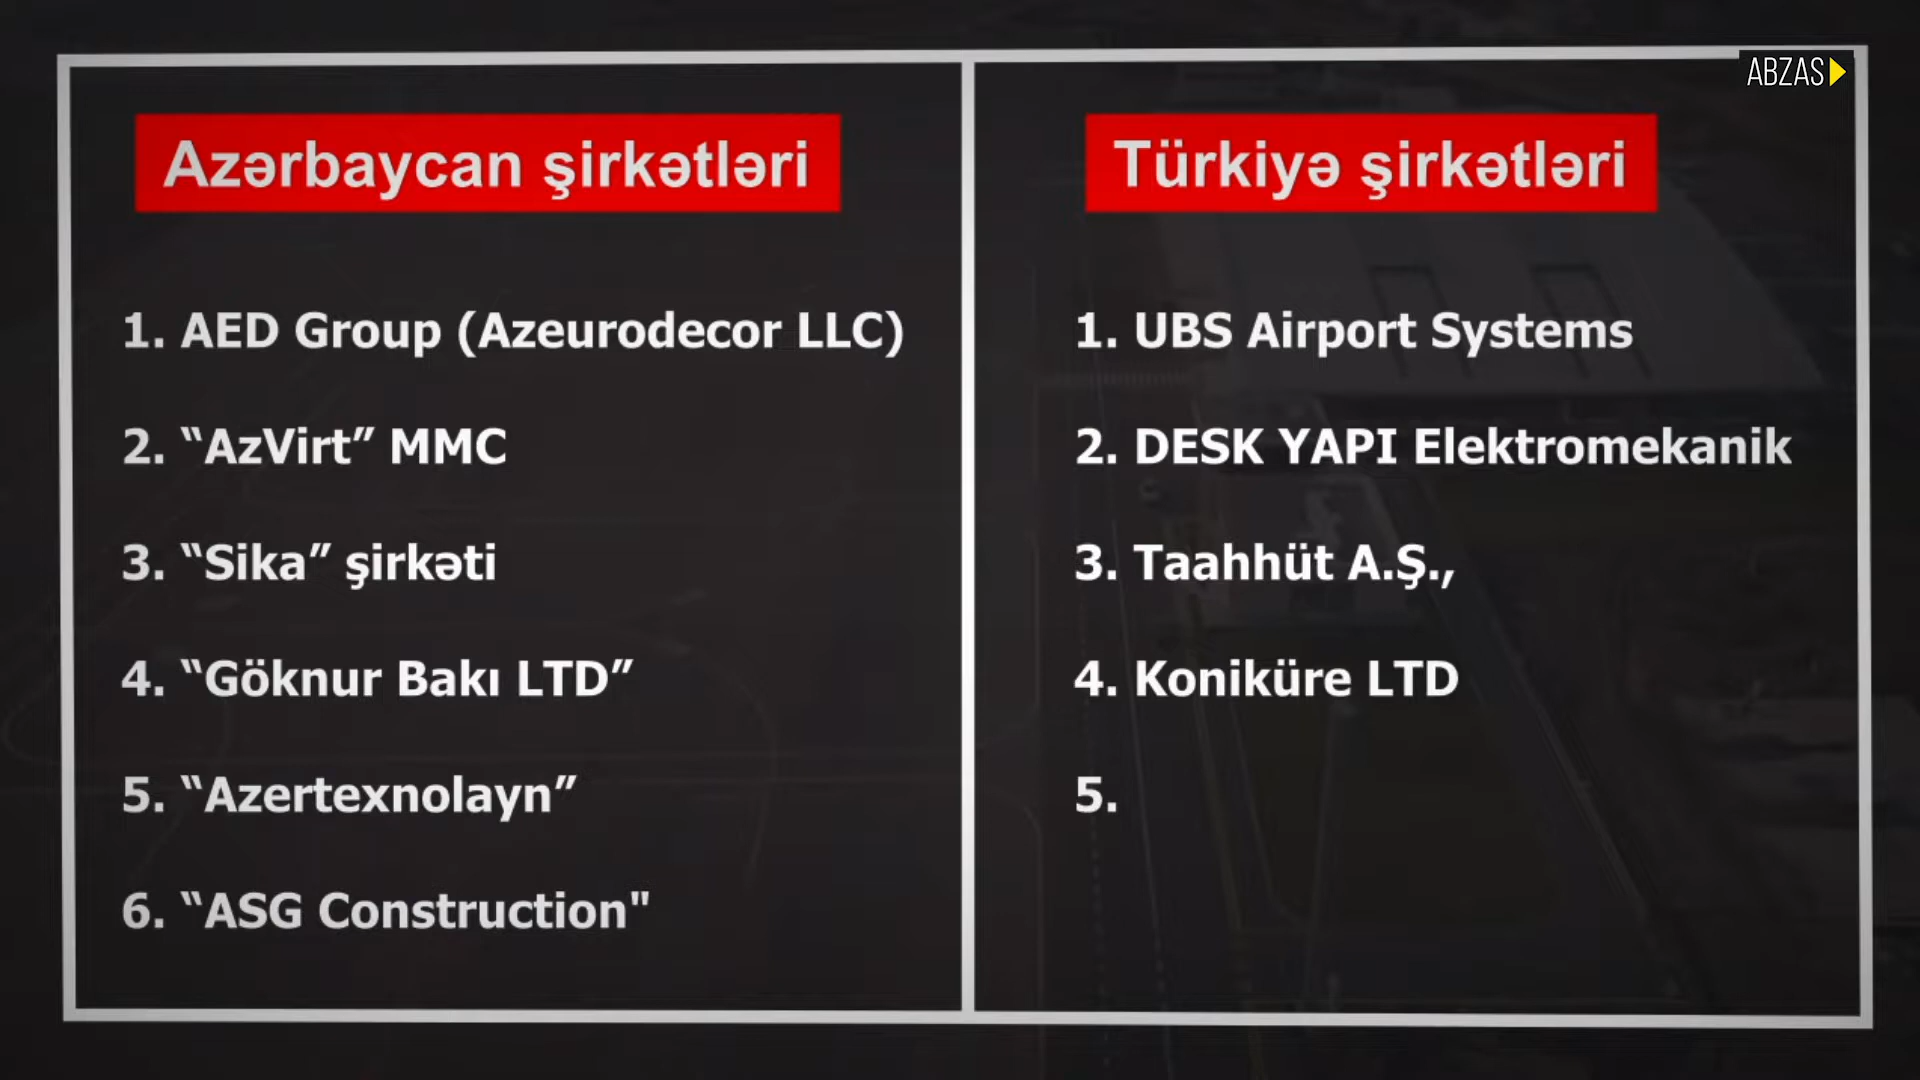 ABZAS
Azərbaycan şirkətləri
1. AED Group (Azeurodecor LLC)
2. “AzVirt” MMC
3. “Sika” şirkəti
4. “Göknur Bakı LTD”
5. “Azertexnolayn”
6. “ASG Construction"
Türkiyə şirkətləri
1. UBS Airport Systems
2. DESK YAPI Elektromekanik
3. Taahhüt A.Ş.,
4. Koniküre LTD
5.